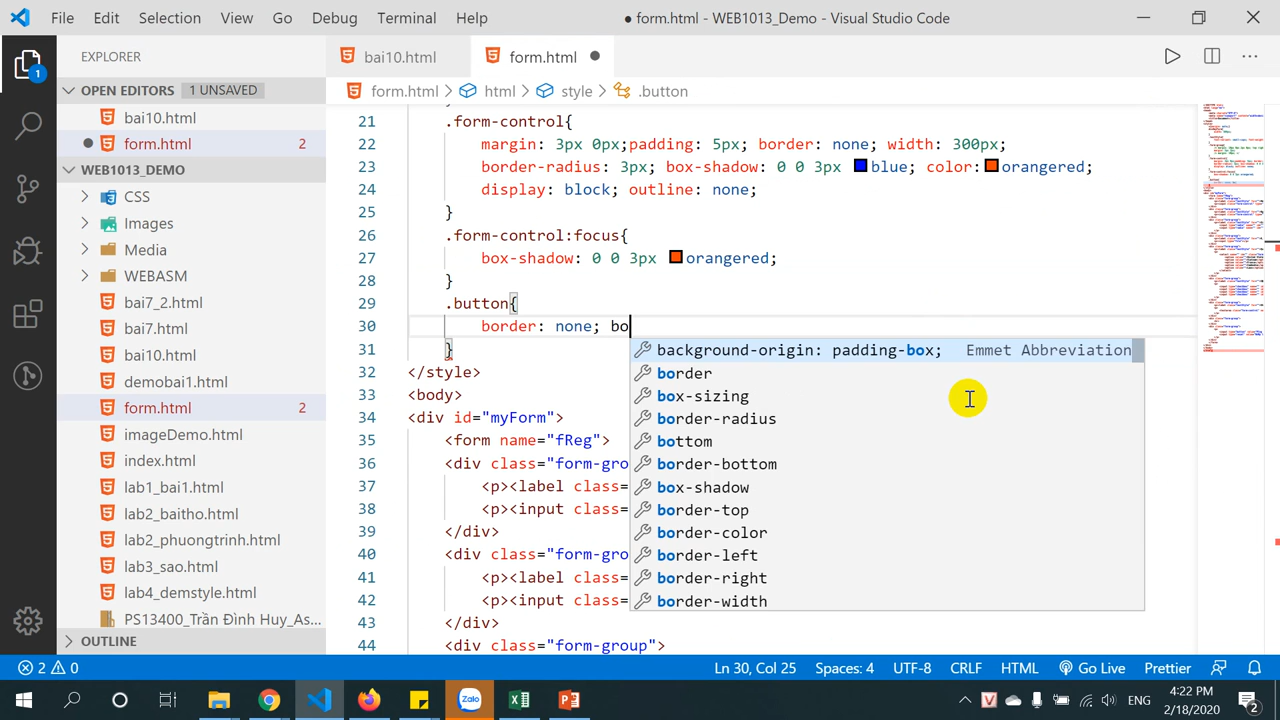 File Edit Selection View Go Debug Terminal Help
● form.html - WEB1013_Demo - Visual Studio Code
EXPLORER
OPEN EDITORS 1 UNSAVED
bai10.html
form.html 2
WEB1013_DEMO
CSS
Images
Media
WEBASM
bai7_2.html
bai7.html
bai10.html
demobai1.html
form.html 2
imageDemo.html
index.html
lab1_bai1.html
lab2_baitho.html
lab2_phuongtrinh.html
lab3_sao.html
lab4_demstyle.html
PS13400_Trần Đình Huy_As...
OUTLINE
bai10.html
form.html
form.html > html > style > .button
21 .form-control{
22 margin: 3px 0px;padding: 5px; border: none; width: 300px;
23 border-radius: 3px; box-shadow: 0 0 3px blue; color: orangered;
24 display: block; outline: none;
25 }
26 .form-control:focus{
27 box-shadow: 0 0 3px orangered;
28 }
29 .button{
30 border: none; bo
31 }
32 </style>
33 <body>
34 <div id="myForm">
35 <form name="fReg">
36 <div class="form-gro
37 <p><label class=
38 <p><input class=
39 </div>
40 <div class="form-gro
41 <p><label class=
42 <p><input class=
43 </div>
44 <div class="form-group">
background-origin: padding-box; Emmet Abbreviation
border
box-sizing
border-radius
bottom
border-bottom
box-shadow
border-top
border-color
border-left
border-right
border-width
2 0
Ln 30, Col 25 Spaces: 4 UTF-8 CRLF HTML Go Live Prettier
1
Zalo
ENG
4:22 PM
2/18/2020
2